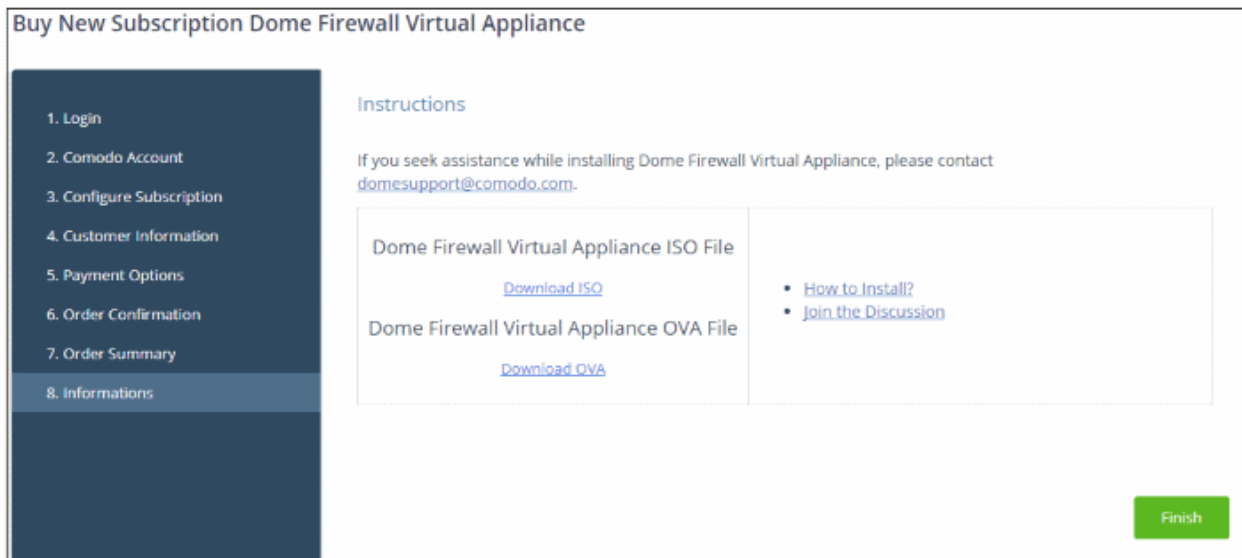 Buy New Subscription Dome Firewall Virtual Appliance
1. Login
2. Comodo Account
3. Configure Subscription
4. Customer Information
5. Payment Options
6. Order Confirmation
7. Order Summary
8. Informations
Instructions
If you seek assistance while installing Dome Firewall Virtual Appliance, please contact
domesupport@comodo.com.
Dome Firewall Virtual Appliance ISO File
Download ISO
Dome Firewall Virtual Appliance OVA File
Download OVA
• How to Install?
• Join the Discussion
Finish